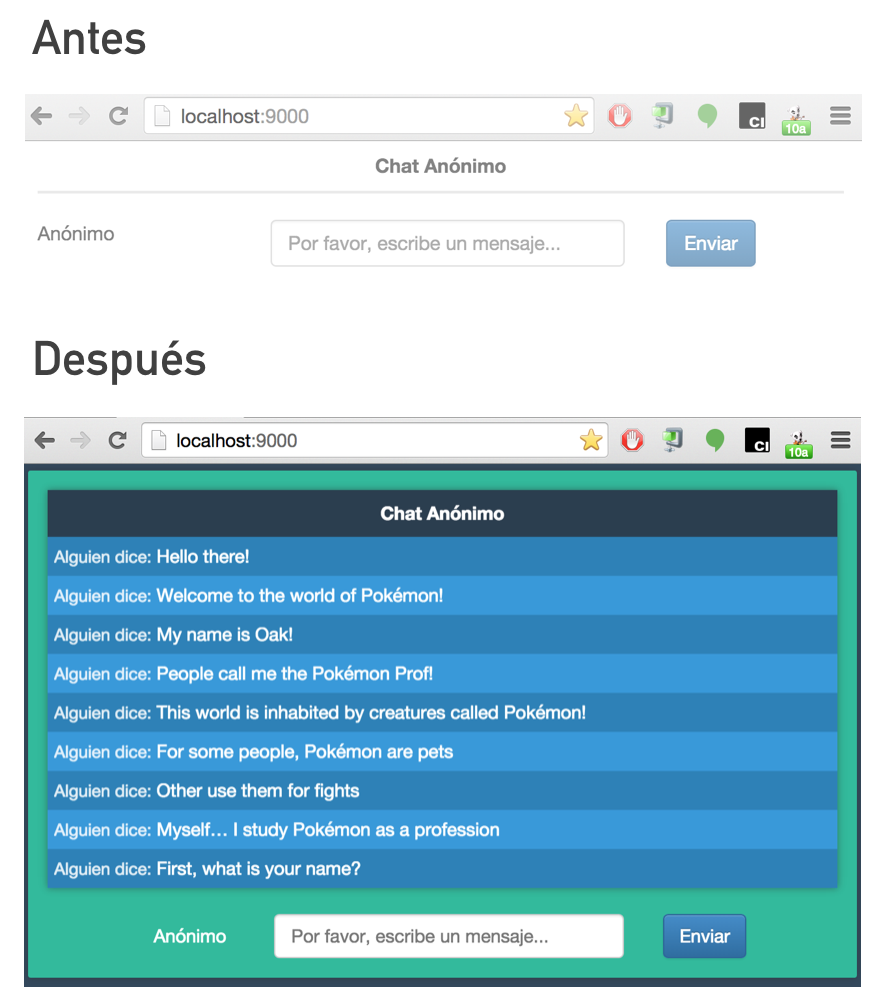 Antes
localhost:9000
CI
10a
Chat Anónimo
Anónimo
Por favor, escribe un mensaje...
Enviar
Después
localhost:9000
CI
10a
Chat Anónimo
Alguien dice: Hello there!
Alguien dice: Welcome to the world of Pokémon!
Alguien dice: My name is Oak!
Alguien dice: People call me the Pokémon Prof!
Alguien dice: This world is inhabited by creatures called Pokémon!
Alguien dice: For some people, Pokémon are pets
Alguien dice: Other use them for fights
Alguien dice: Myself... I study Pokémon as a profession
Alguien dice: First, what is your name?
Anónimo
Por favor, escribe un mensaje...
Enviar